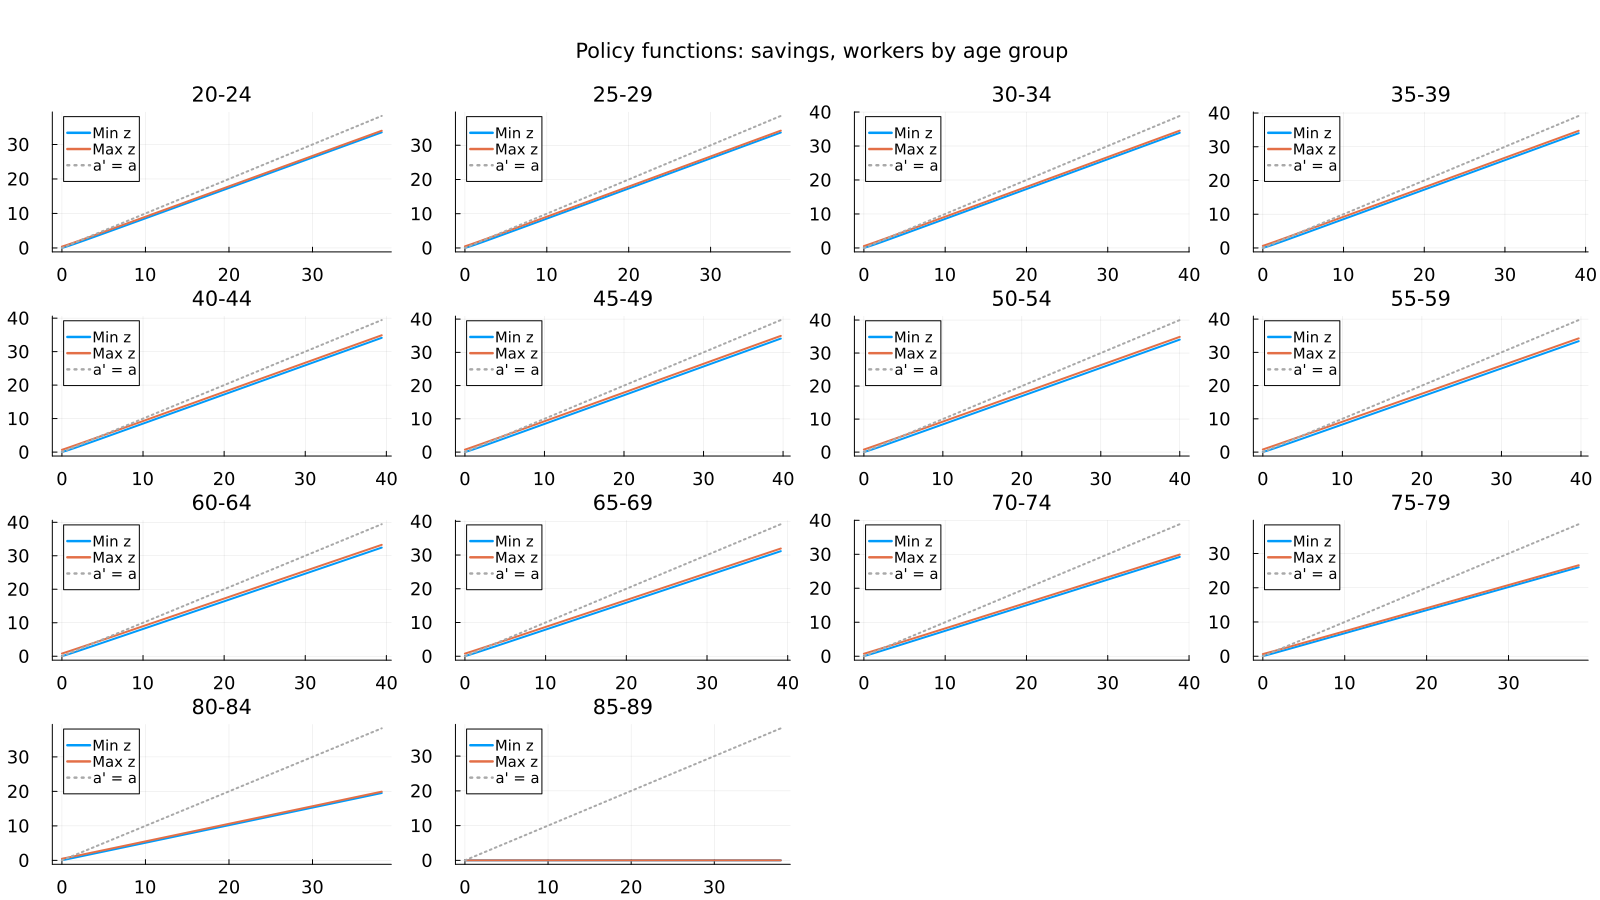 Policy functions: savings, workers by age group
20-24
25-29
30-34
35-39
Min z
Max z
a' = a
30
20
10
0
0 10 20 30
Min z
Max z
a' = a
30
20
10
0
0 10 20 30
Min z
Max z
a' = a
40
30
20
10
0
0 10 20 30 40
Min z
Max z
a' = a
40
30
20
10
0
0 10 20 30 40
40-44
45-49
50-54
55-59
Min z
Max z
a' = a
40
30
20
10
0
0 10 20 30 40
Min z
Max z
a' = a
40
30
20
10
0
0 10 20 30 40
Min z
Max z
a' = a
40
30
20
10
0
0 10 20 30 40
Min z
Max z
a' = a
40
30
20
10
0
0 10 20 30 40
60-64
65-69
70-74
75-79
Min z
Max z
a' = a
40
30
20
10
0
0 10 20 30 40
Min z
Max z
a' = a
40
30
20
10
0
0 10 20 30 40
Min z
Max z
a' = a
40
30
20
10
0
0 10 20 30 40
Min z
Max z
a' = a
30
20
10
0
0 10 20 30
80-84
85-89
Min z
Max z
a' = a
30
20
10
0
0 10 20 30
Min z
Max z
a' = a
30
20
10
0
0 10 20 30